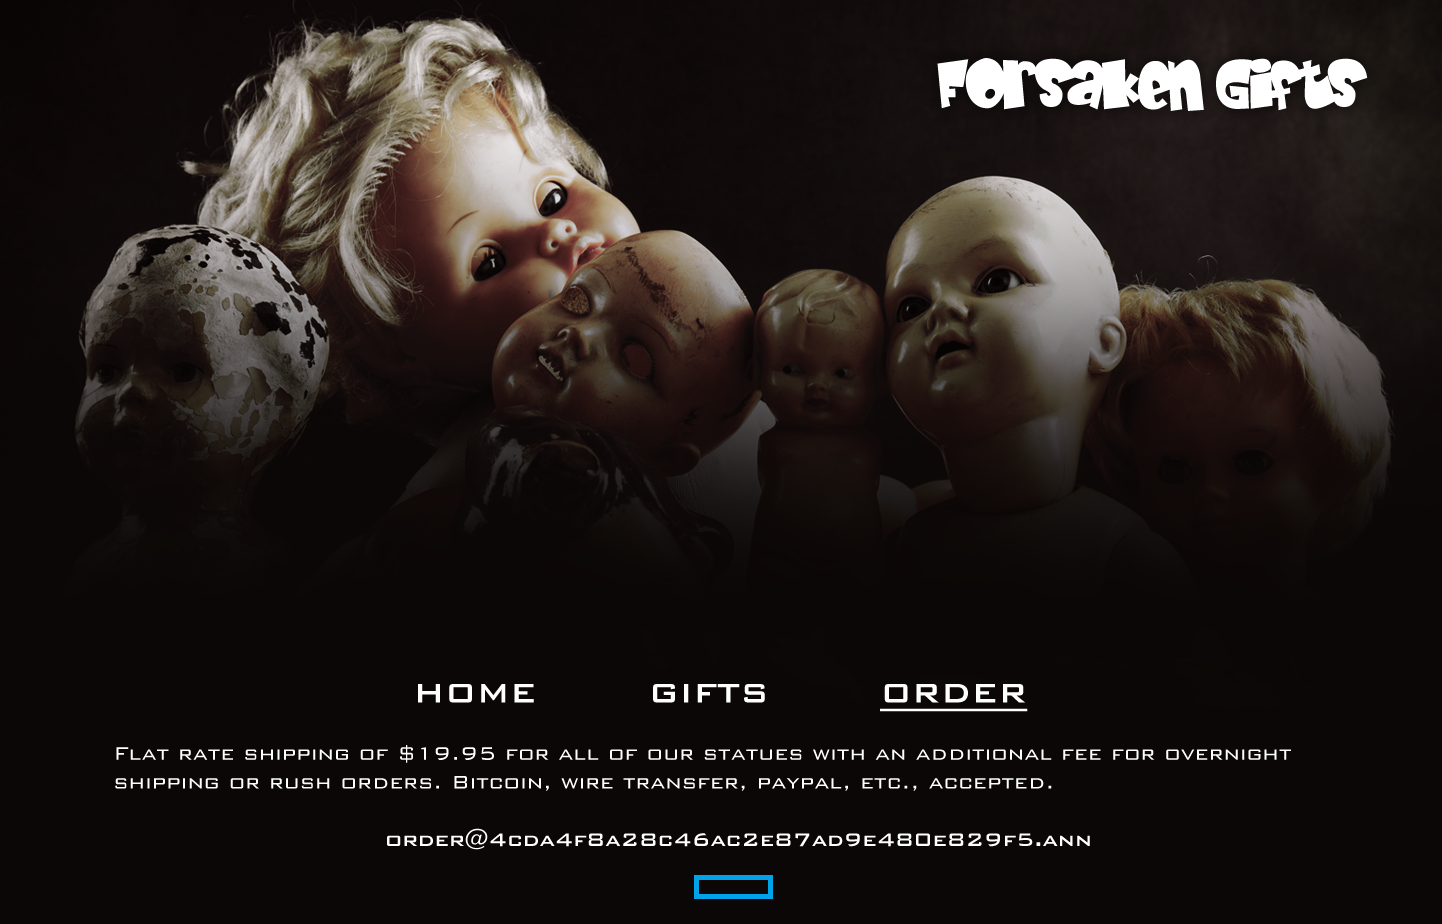 Forsaken Gifts
HOME GIFTS ORDER
Flat rate shipping of $19.95 for all of our statues with an additional fee for overnight
shipping or rush orders. Bitcoin, wire transfer, paypal, etc., accepted.
order@4cda4f8a28c46ac2e87ad9e480e829f5.ann